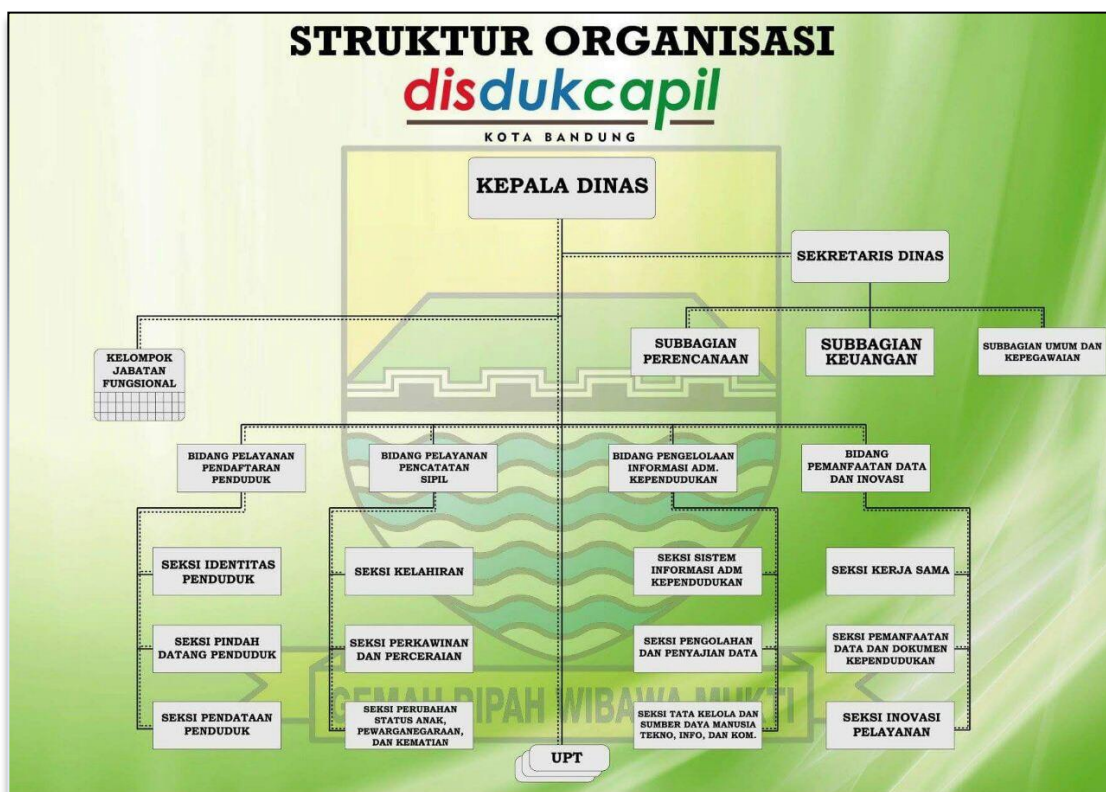 STRUKTUR ORGANISASI
disdukcapil
KOTA BANDUNG
KEPALA DINAS
SEKRETARIS DINAS
KELOMPOK
JABATAN
FUNGSIONAL
SUBBAGIAN
PERENCANAAN
SUBBAGIAN
KEUANGAN
SUBBAGIAN UMUM DAN
KEPEGAWAIAN
BIDANG PELAYANAN
PENDAFTARAN
PENDUDUK
BIDANG PELAYANAN
PENCATATAN
SIPIL
BIDANG PENGELOLAAN
INFORMASI ADM.
KEPENDUDUKAN
BIDANG
PEMANFAATAN DATA
DAN INOVASI
SEKSI IDENTITAS
PENDUDUK
SEKSI KELAHIRAN
SEKSI SISTEM
INFORMASI ADM
KEPENDUDUKAN
SEKSI KERJA SAMA
SEKSI PINDAH
DATANG PENDUDUK
SEKSI PERKAWINAN
DAN PERCERAIAN
SEKSI PENGOLAHAN
DAN PENYAJIAN DATA
SEKSI PEMANFAATAN
DATA DAN DOKUMEN
KEPENDUDUKAN
GEMAH RIPAH WIBAWA MUKTI
SEKSI PENDATAAN
PENDUDUK
SEKSI PERUBAHAN
STATUS ANAK,
PEWARGANEGARAAN,
DAN KEMATIAN
SEKSI TATA KELOLA DAN
SUMBER DAYA MANUSIA
TEKNO, INFO, DAN KOM.
SEKSI INOVASI
PELAYANAN
UPT